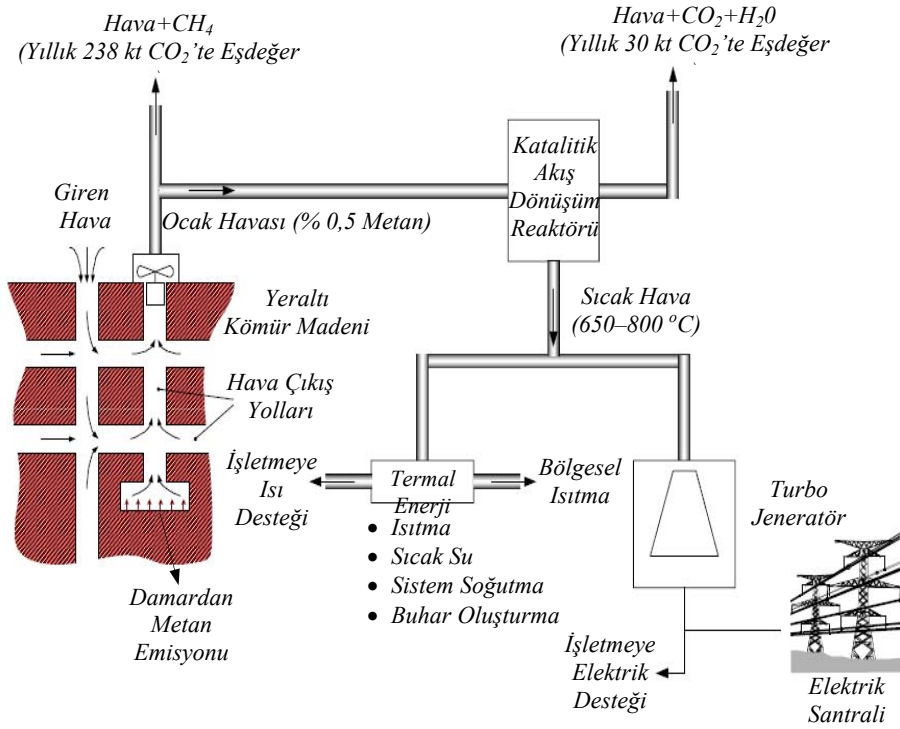 Hava+CH4
(Yıllık 238 kt CO2’te Eşdeğer
Hava+CO2+H20
(Yıllık 30 kt CO2’te Eşdeğer
Katalitik
Akış
Dönüşüm
Reaktörü
Giren
Hava
Ocak Havası (% 0,5 Metan)
Yeraltı
Kömür Madeni
Sıcak Hava
(650–800 °C)
Hava Çıkış
Yolları
İşletmeye
Isı
Desteği
Termal
Enerji
Bölgesel
Isıtma
• Isıtma
• Sıcak Su
• Sistem Soğutma
• Buhar Oluşturma
Turbo
Jeneratör
Damardan
Metan
Emisyonu
İşletmeye
Elektrik
Desteği
Elektrik
Santrali